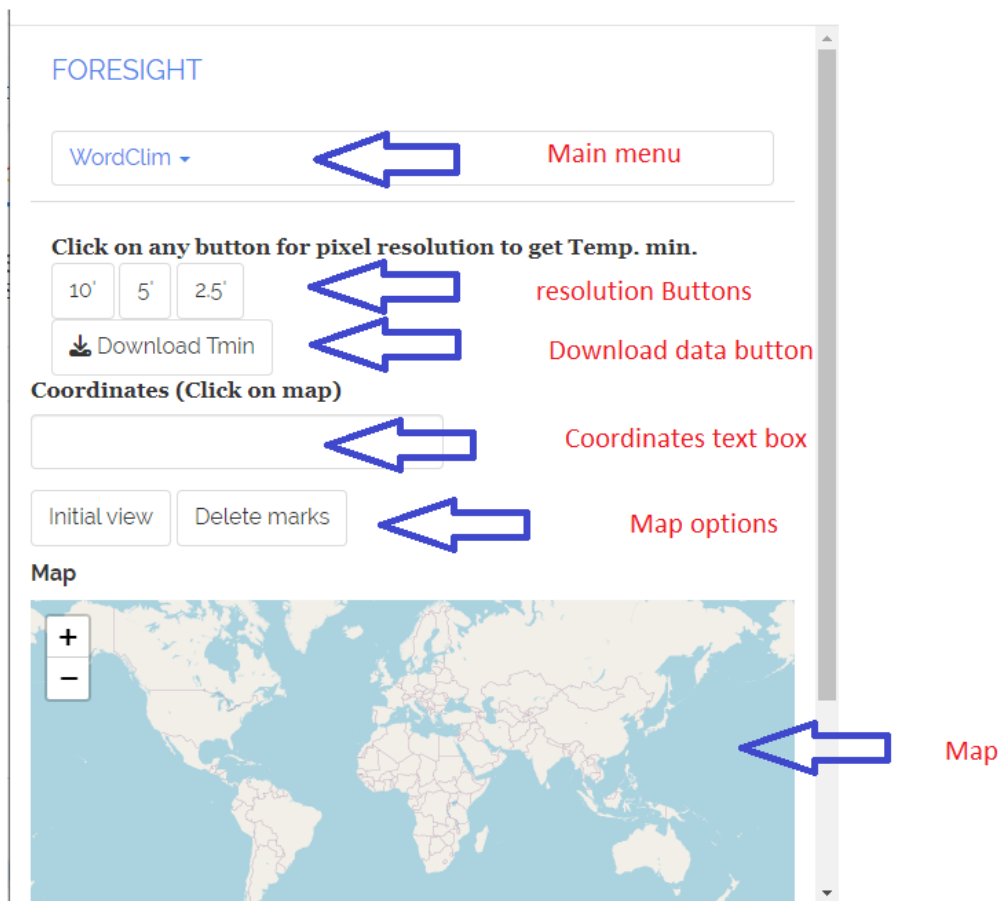 FORESIGHT
WordClim Main menu
Click on any button for pixel resolution to get Temp. min.
10' 5' 2.5' resolution Buttons
Download Tmin Download data button
Coordinates (Click on map)
Coordinates text box
Initial view Delete marks Map options
Map
+
−
Map